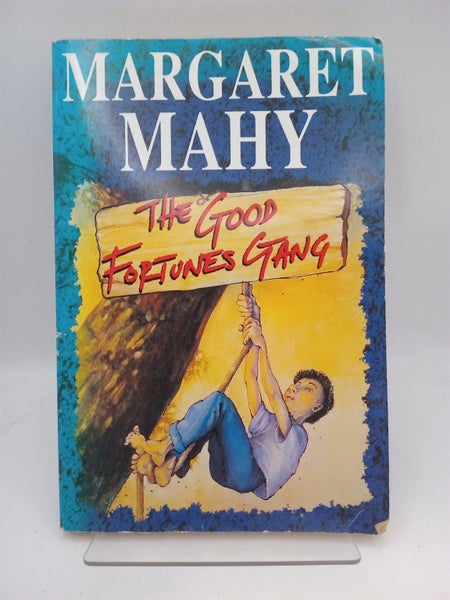 MARGARET
MAHY
THE GOOD
FORTUNES GANG